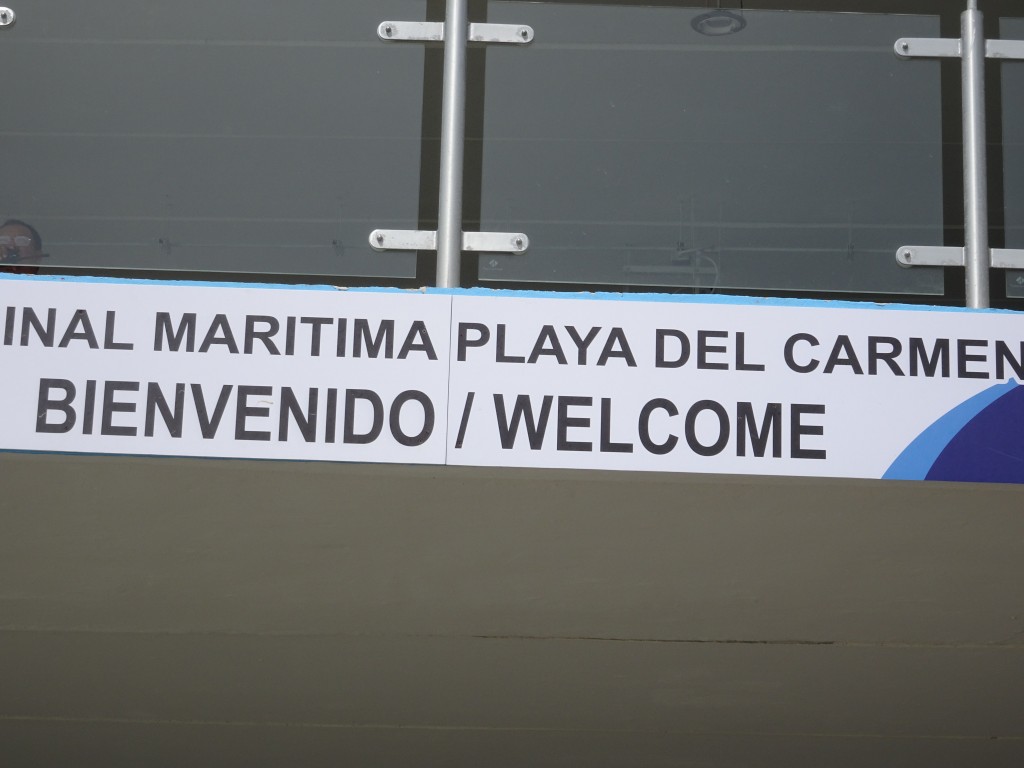 INAL MARITIMA PLAYA DEL CARMEN
BIENVENIDO / WELCOME